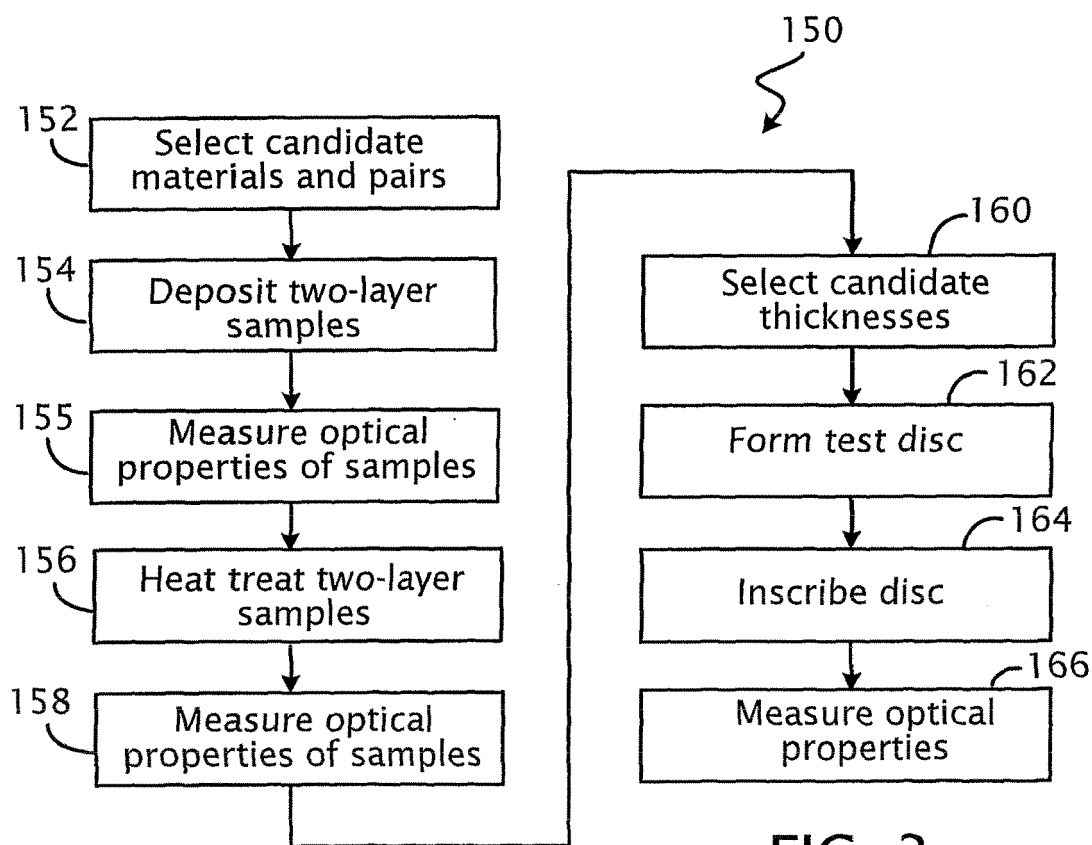 150
152
Select candidate
materials and pairs
154
Deposit two-layer
samples
155
Measure optical
properties of samples
156
Heat treat two-layer
samples
158
Measure optical
properties of samples
160
Select candidate
thicknesses
162
Form test disc
164
Inscribe disc
166
Measure optical
properties
FIG.